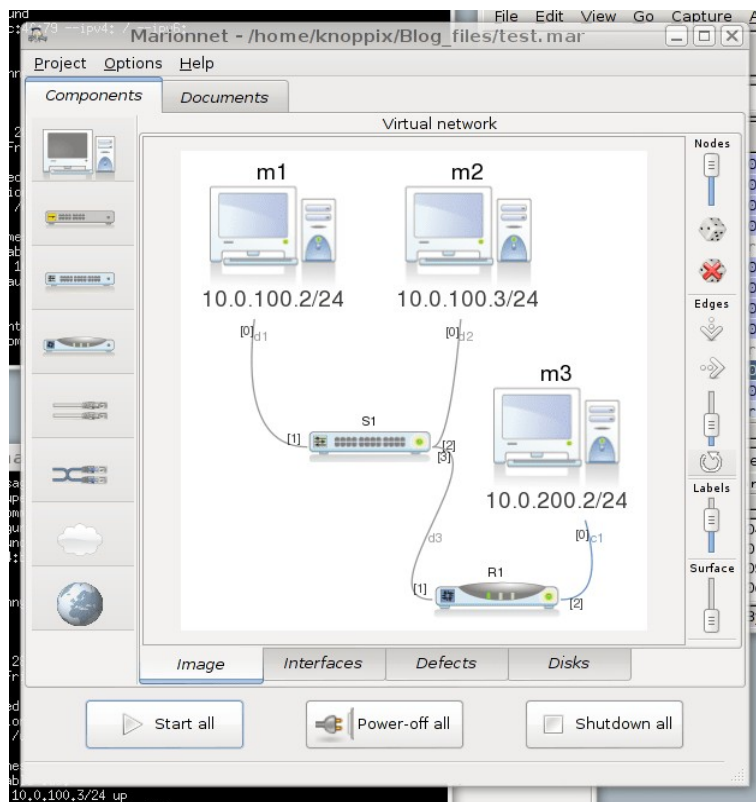 File Edit View Go Capture
Marionnet - /home/knoppix/Blog_files/test.mar
Project Options Help
Components Documents
Virtual network
Nodes
m1 m2
10.0.100.2/24 10.0.100.3/24
Edges
[0] d1 [0] d2
m3
S1
[1] [2]
[3]
10.0.200.2/24
Labels
d3 [0] c1
R1
Surface
[1] [2]
Image Interfaces Defects Disks
Start all Power-off all Shutdown all
10.0.100.3/24 up